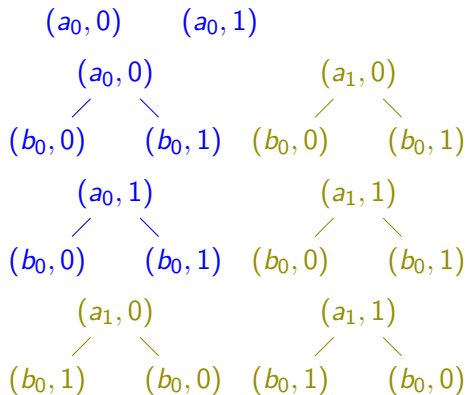 (a₀, 0) (a₀, 1)
(a₀, 0) (a₁, 0)
(b₀, 0) (b₀, 1) (b₀, 0) (b₀, 1)
(a₀, 1) (a₁, 1)
(b₀, 0) (b₀, 1) (b₀, 0) (b₀, 1)
(a₁, 0) (a₁, 1)
(b₀, 1) (b₀, 0) (b₀, 1) (b₀, 0)